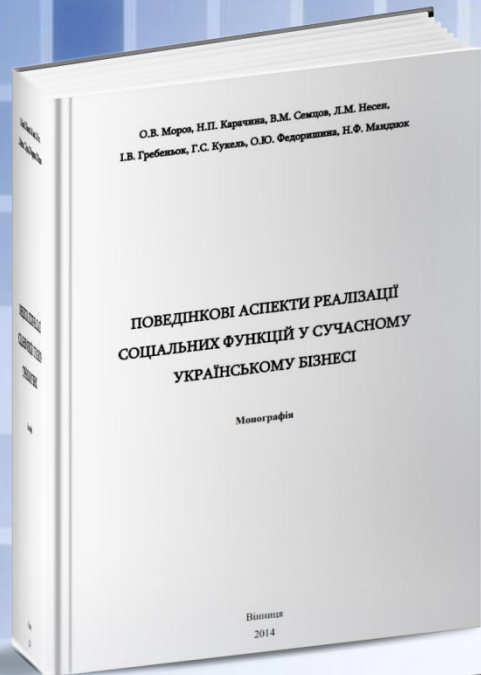 О.В. Мороз, Н.П. Карачина, В.М. Семцов, Л.М. Несен,
І.В. Гребеньок, Г.С. Кукель, О.Ю. Федоришина, Н.Ф. Мандзюк
ПОВЕДІНКОВІ АСПЕКТИ РЕАЛІЗАЦІЇ
СОЦІАЛЬНИХ ФУНКЦІЙ У СУЧАСНОМУ
УКРАЇНСЬКОМУ БІЗНЕСІ
Монографія
Вінниця
2014